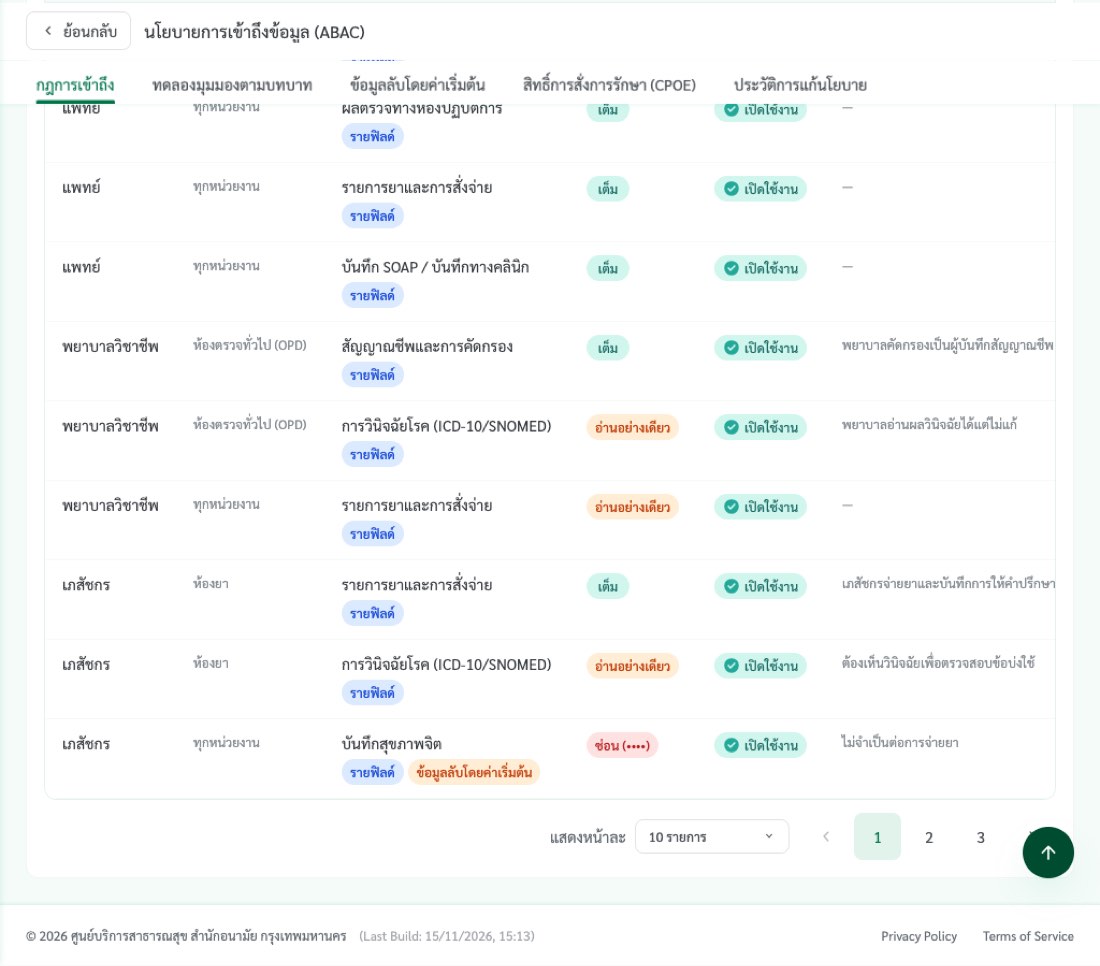 ย้อนกลับ นโยบายการเข้าถึงข้อมูล (ABAC)
กฎการเข้าถึง ทดลองมุมมองตามบทบาท ข้อมูลลับโดยค่าเริ่มต้น สิทธิ์การสั่งการรักษา (CPOE) ประวัติการแก้นโยบาย
แพทย์ ทุกหน่วยงาน ผลตรวจทางห้องปฏิบัติการ เต็ม เปิดใช้งาน —
รายฟิลด์
แพทย์ ทุกหน่วยงาน รายการยาและการสั่งจ่าย เต็ม เปิดใช้งาน —
รายฟิลด์
แพทย์ ทุกหน่วยงาน บันทึก SOAP / บันทึกทางคลินิก เต็ม เปิดใช้งาน —
รายฟิลด์
พยาบาลวิชาชีพ ห้องตรวจทั่วไป (OPD) สัญญาณชีพและการคัดกรอง เต็ม เปิดใช้งาน พยาบาลคัดกรองเป็นผู้บันทึกสัญญาณชีพ
รายฟิลด์
พยาบาลวิชาชีพ ห้องตรวจทั่วไป (OPD) การวินิจฉัยโรค (ICD-10/SNOMED) อ่านอย่างเดียว เปิดใช้งาน พยาบาลอ่านผลวินิจฉัยได้แต่ไม่แก้
รายฟิลด์
พยาบาลวิชาชีพ ทุกหน่วยงาน รายการยาและการสั่งจ่าย อ่านอย่างเดียว เปิดใช้งาน —
รายฟิลด์
เภสัชกร ห้องยา รายการยาและการสั่งจ่าย เต็ม เปิดใช้งาน เภสัชกรจ่ายยาและบันทึกการให้คำปรึกษา
รายฟิลด์
เภสัชกร ห้องยา การวินิจฉัยโรค (ICD-10/SNOMED) อ่านอย่างเดียว เปิดใช้งาน ต้องเห็นวินิจฉัยเพื่อตรวจสอบข้อบ่งใช้
รายฟิลด์
เภสัชกร ทุกหน่วยงาน บันทึกสุขภาพจิต ซ่อน (••••) เปิดใช้งาน ไม่จำเป็นต่อการจ่ายยา
รายฟิลด์ ข้อมูลลับโดยค่าเริ่มต้น
แสดงหน้าละ 10 รายการ 1 2 3
© 2026 ศูนย์บริการสาธารณสุข สำนักอนามัย กรุงเทพมหานคร (Last Build: 15/11/2026, 15:13) Privacy Policy Terms of Service